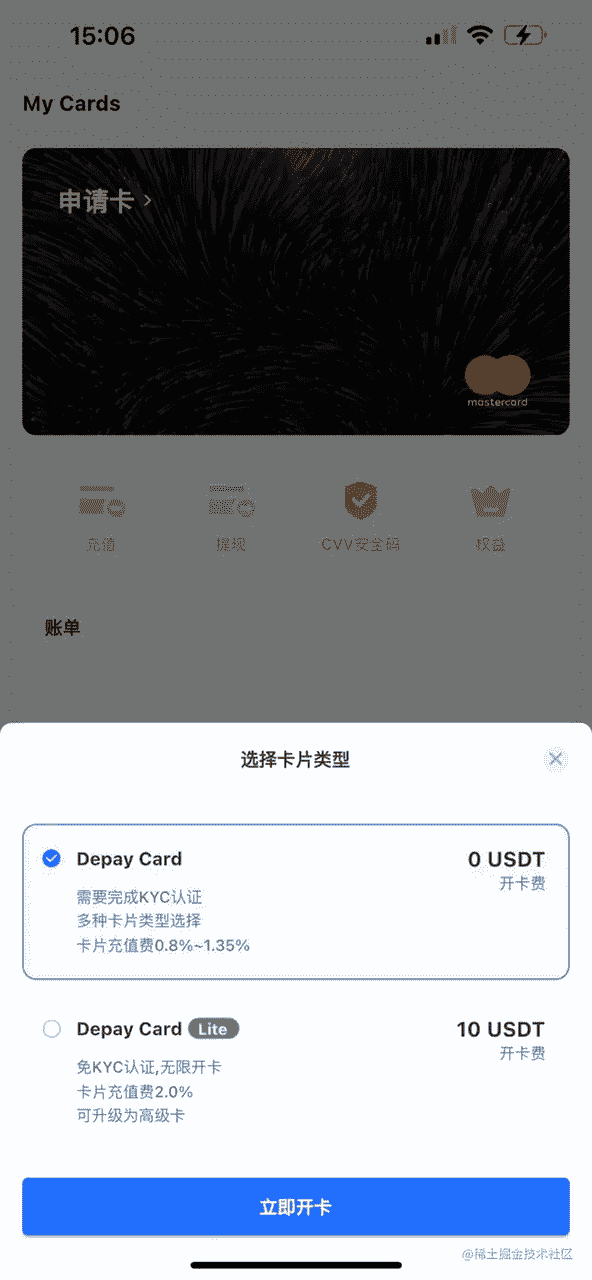 15:06
My Cards
申请卡 >
mastercard
充值
提现
CVV安全码
权益
账单
选择卡片类型
Depay Card
0 USDT
开卡费
需要完成KYC认证
多种卡片类型选择
卡片充值费0.8%~1.35%
Depay Card Lite
10 USDT
开卡费
免KYC认证,无限开卡
卡片充值费2.0%
可升级为高级卡
立即开卡
@稀土掘金技术社区